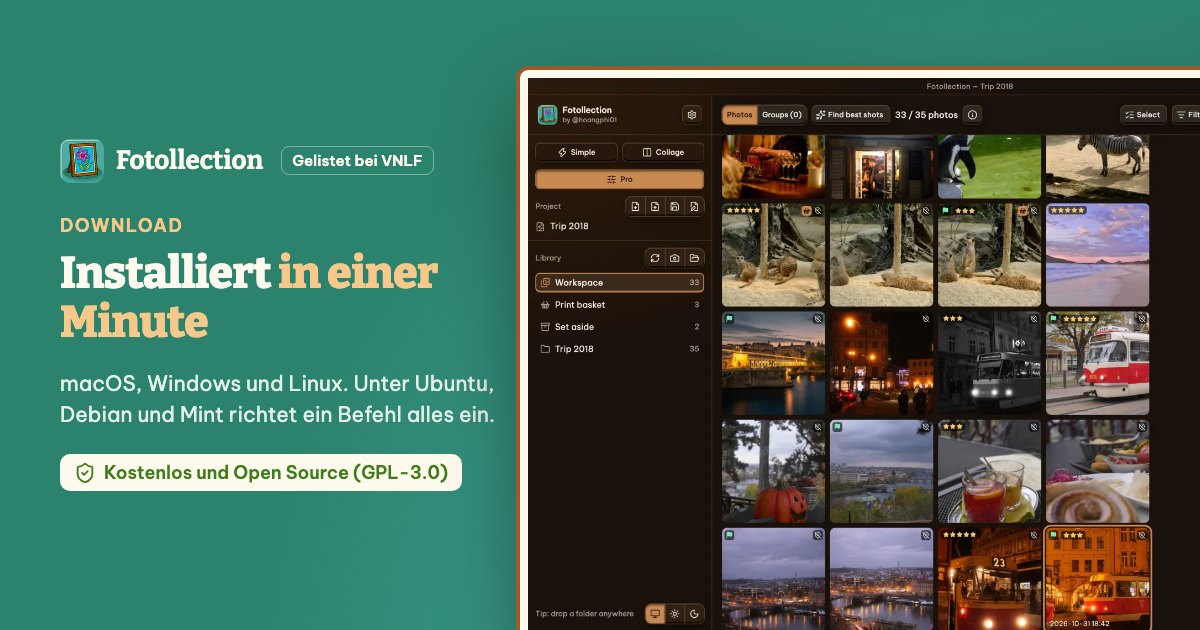 Fotollection
Gelistet bei VNLF
DOWNLOAD
Installiert in einer
Minute
macOS, Windows und Linux. Unter Ubuntu,
Debian und Mint richtet ein Befehl alles ein.
Kostenlos und Open Source (GPL-3.0)
Fotollection — Trip 2018
Fotollection
by @hoangphi01
Simple
Collage
Pro
Project
Trip 2018
Library
Workspace 33
Print basket 3
Set aside 2
Trip 2018 35
Tip: drop a folder anywhere
Photos
Groups (0)
Find best shots
33 / 35 photos
Select
23
2026-10-31 18:42